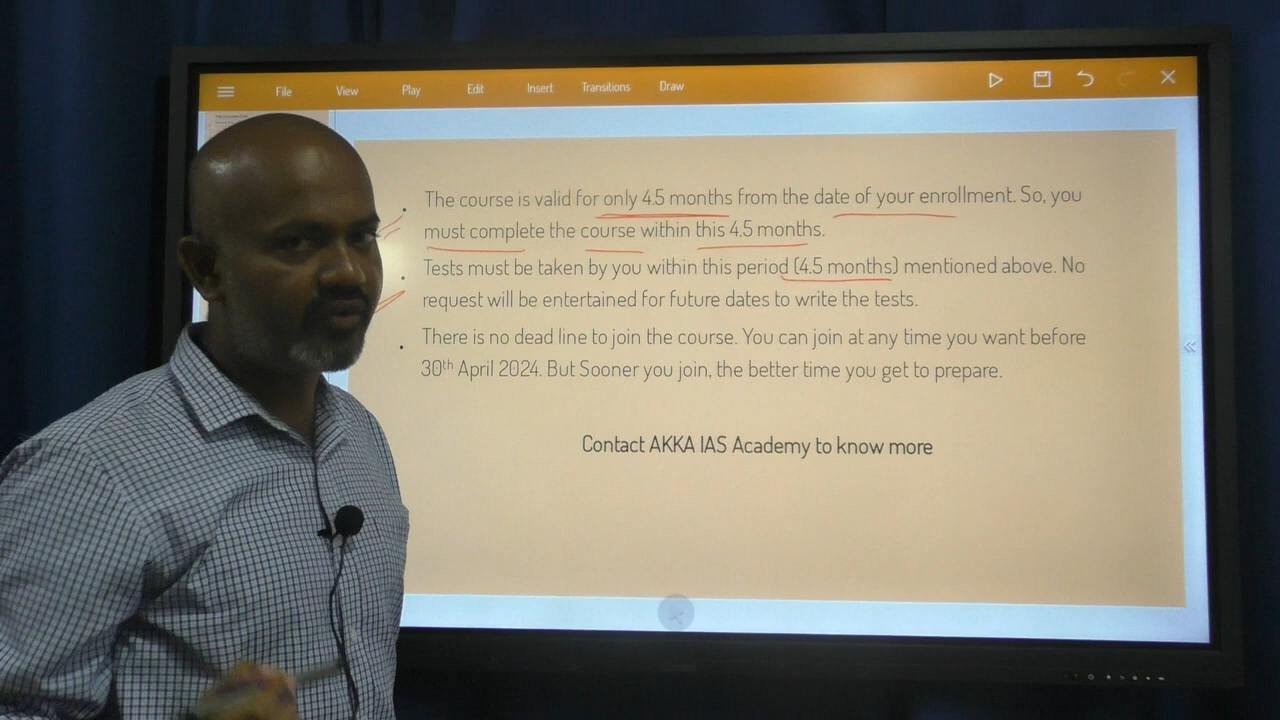 File View Play Edit Insert Transitions Draw
The course is valid for only 4.5 months from the date of your enrollment. So, you
must complete the course within this 4.5 months.
Tests must be taken by you within this period (4.5 months) mentioned above. No
request will be entertained for future dates to write the tests.
There is no dead line to join the course. You can join at any time you want before
30th April 2024. But Sooner you join, the better time you get to prepare.
Contact AKKA IAS Academy to know more